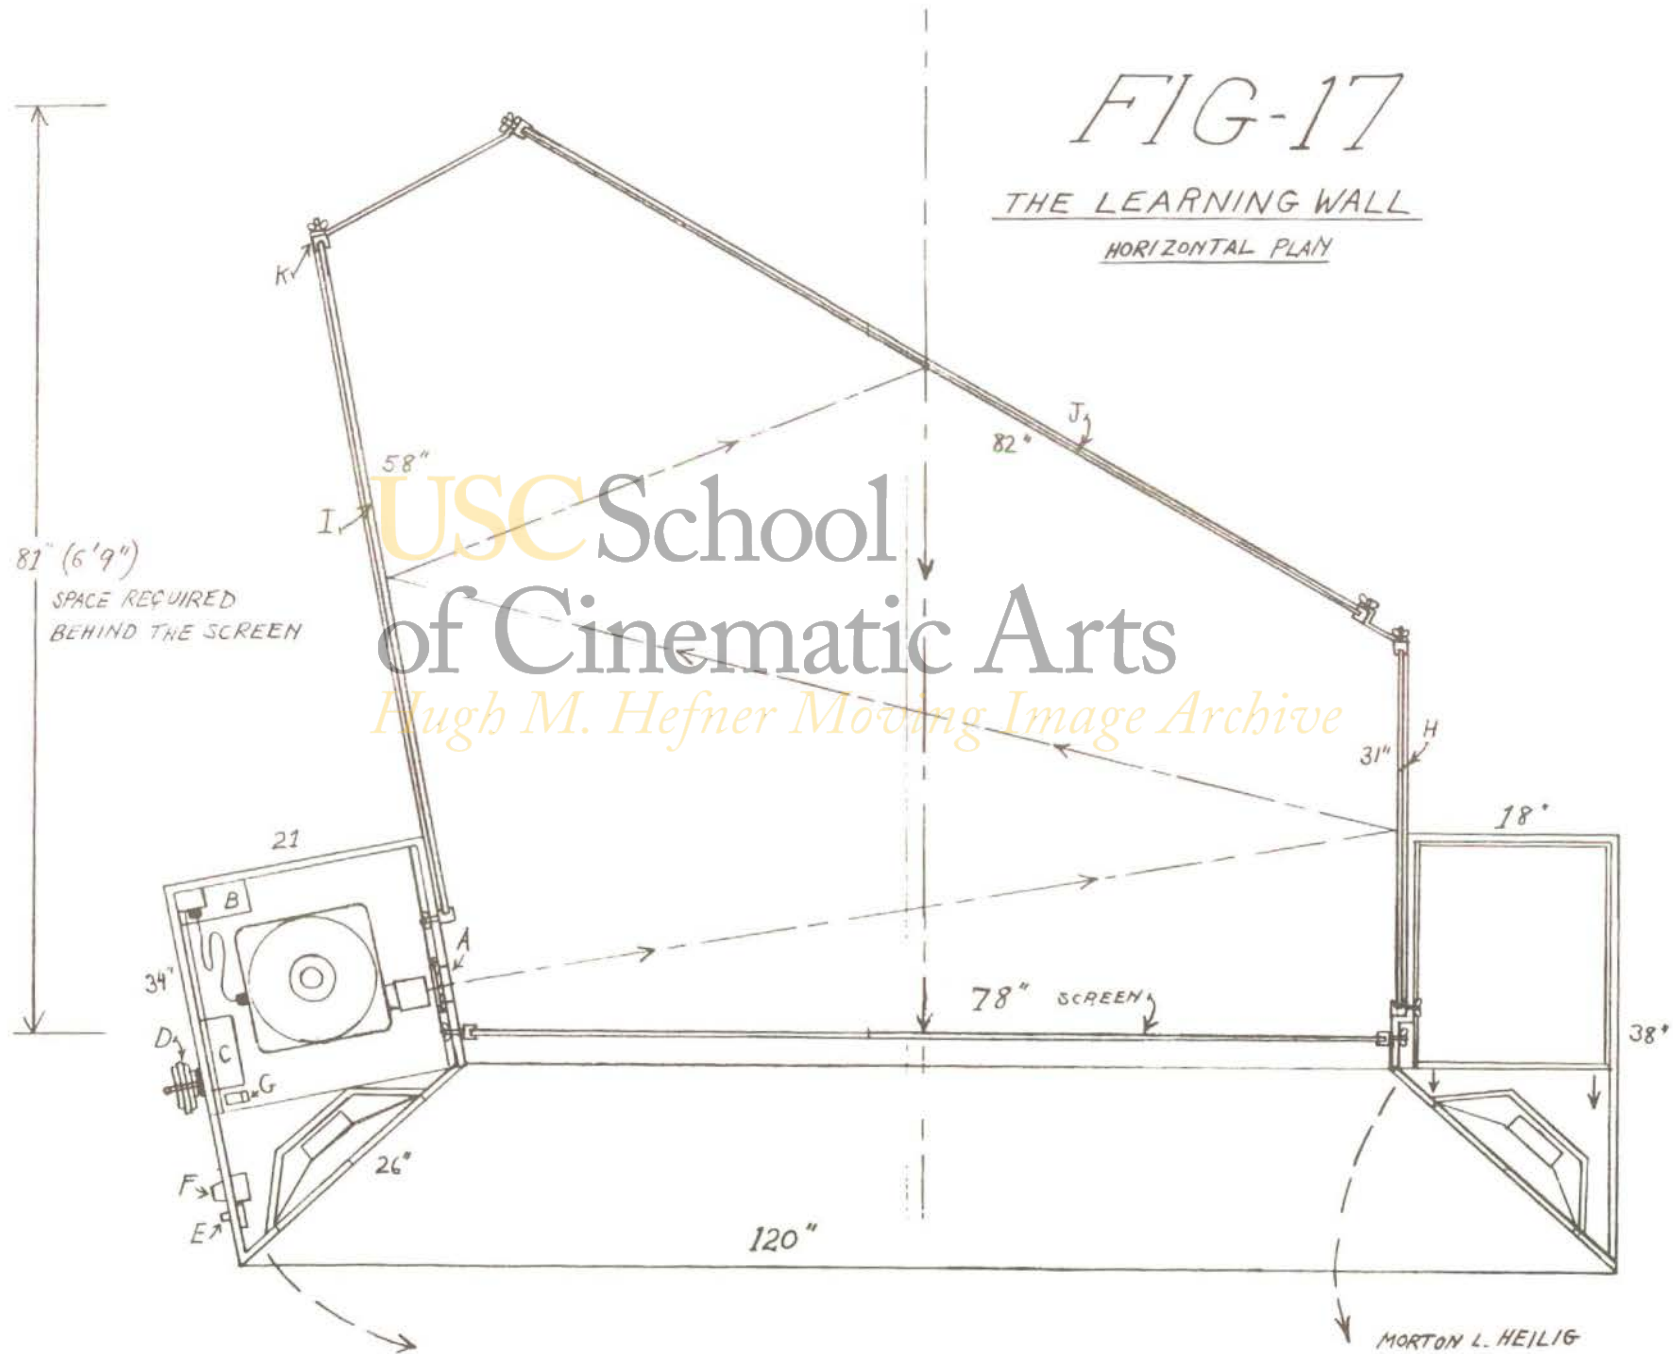 FIG-17
THE LEARNING WALL
HORIZONTAL PLAN
K
J
82"
58"
I
81" (6'9")
SPACE REQUIRED
BEHIND THE SCREEN
USC School
of Cinematic Arts
Hugh M. Hefner Moving Image Archive
H
31"
18"
21
B
A
34"
78" SCREEN
38"
D
C
G
26"
F
E
120"
MORTON L. HEILIG